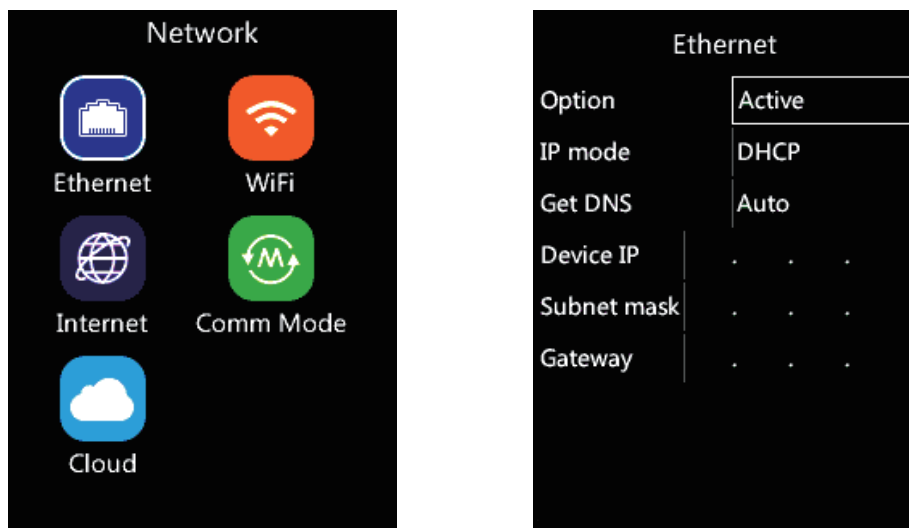 Network
Ethernet WiFi
Internet Comm Mode
Cloud
Ethernet
Option Active
IP mode DHCP
Get DNS Auto
Device IP . . .
Subnet mask . . .
Gateway . . .